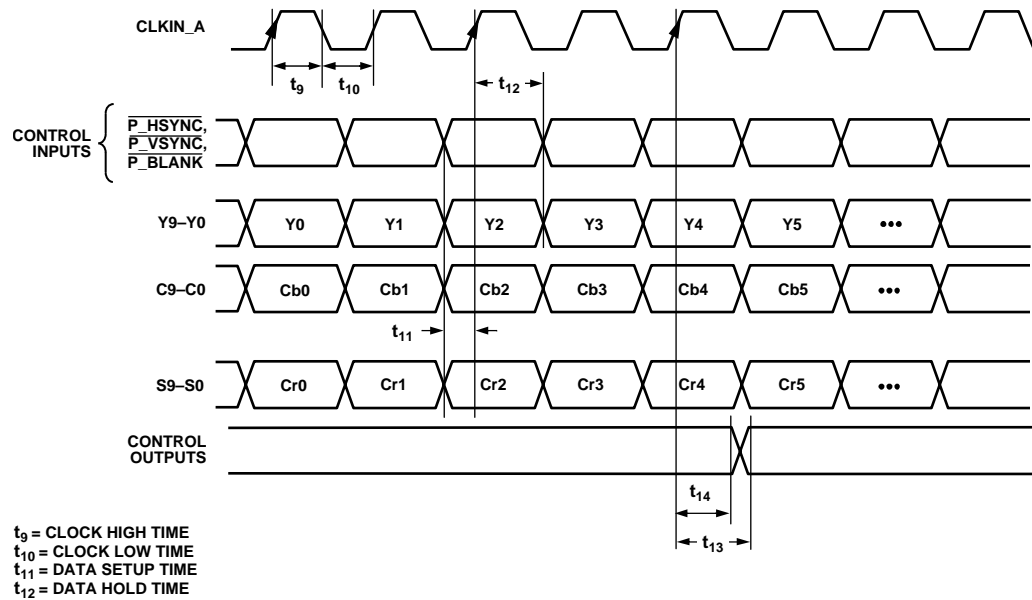 CLKIN_A
t9
t10
t12
CONTROL
INPUTS
P_HSYNC,
P_VSYNC,
P_BLANK
Y9–Y0
Y0
Y1
Y2
Y3
Y4
Y5
•••
C9–C0
Cb0
Cb1
Cb2
Cb3
Cb4
Cb5
•••
t11
S9–S0
Cr0
Cr1
Cr2
Cr3
Cr4
Cr5
•••
CONTROL
OUTPUTS
t14
t13
t9 = CLOCK HIGH TIME
t10 = CLOCK LOW TIME
t11 = DATA SETUP TIME
t12 = DATA HOLD TIME